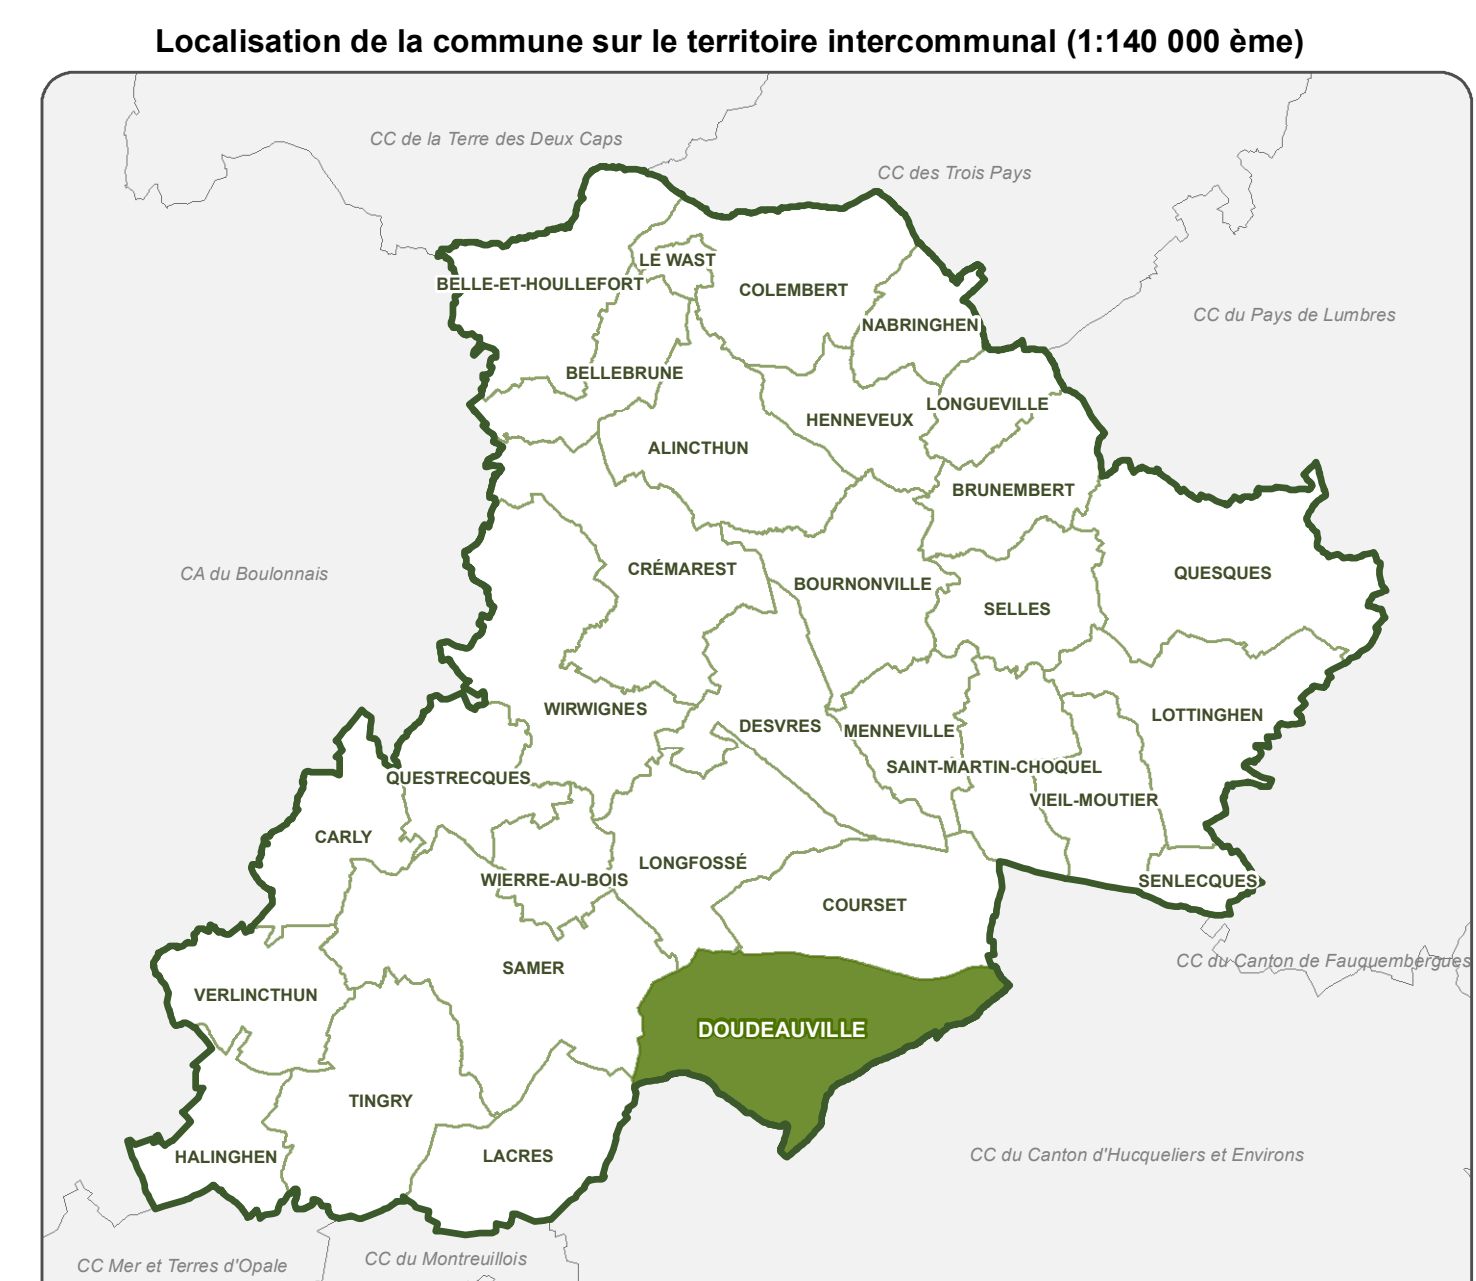 Localisation de la commune sur le territoire intercommunal (1:140 000 ème)
CC de la Terre des Deux Caps
CC des Trois Pays
LE WAST
BELLE-ET-HOULLEFORT
COLEMBERT
CC du Pays de Lumbres
NABRINGHEN
BELLEBRUNE
LONGUEVILLE
HENNEVEUX
ALINCTHUN
BRUNEMBERT
CA du Boulonnais
CRÉMAREST
BOURNONVILLE
QUESQUES
SELLES
WIRWIGNES
LOTTINGHEN
DESVRES
MENNEVILLE
SAINT-MARTIN-CHOQUEL
QUESTRECQUES
VIEIL-MOUTIER
CARLY
LONGFOSSÉ
WIERRE-AU-BOIS
SENLECQUES
COURSET
CC du Canton de Fauquembergues
SAMER
VERLINCTHUN
DOUDEAUVILLE
TINGRY
HALINGHEN
LACRES
CC du Canton d'Hucqueliers et Environs
CC Mer et Terres d'Opale
CC du Montreuillois